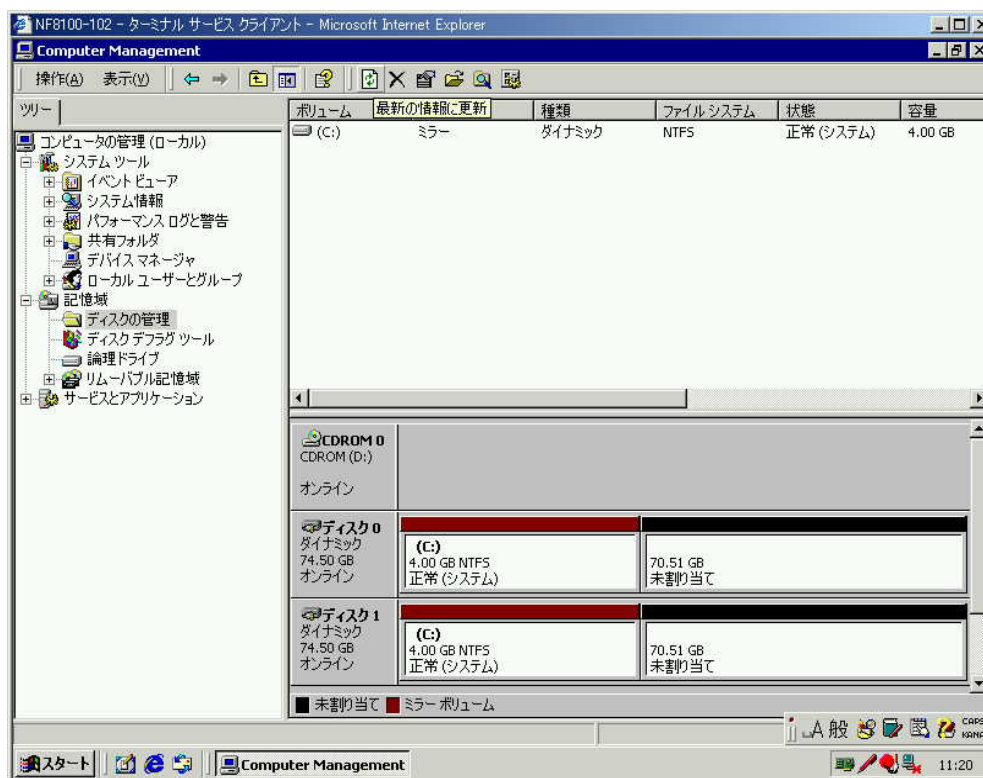 NF8100-102 - ターミナル サービス クライアント - Microsoft Internet Explorer
Computer Management
操作(A) 表示(V)
ツリー
コンピュータの管理 (ローカル)
システム ツール
イベント ビューア
システム情報
パフォーマンス ログと警告
共有フォルダ
デバイス マネージャ
ローカル ユーザーとグループ
記憶域
ディスクの管理
ディスク デフラグ ツール
論理ドライブ
リムーバブル記憶域
サービスとアプリケーション
ボリューム 最新の情報に更新 種類 ファイル システム 状態 容量
(C:) ミラー ダイナミック NTFS 正常 (システム) 4.00 GB
CDROM 0
CDROM (D:)
オンライン
ディスク 0
ダイナミック
74.50 GB
オンライン
(C:)
4.00 GB NTFS
正常 (システム)
70.51 GB
未割り当て
ディスク 1
ダイナミック
74.50 GB
オンライン
(C:)
4.00 GB NTFS
正常 (システム)
70.51 GB
未割り当て
未割り当て ミラー ボリューム
A 般 CAPS
KANA
スタート Computer Management 11:20